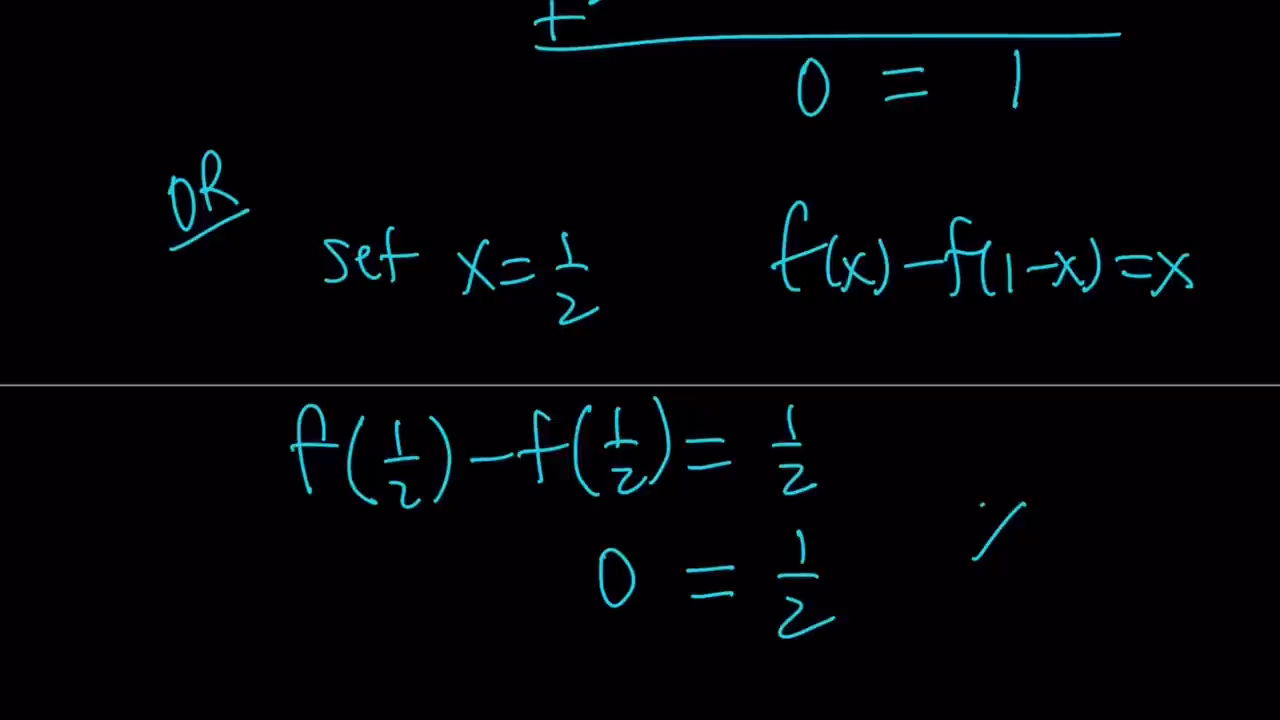 +
0 = 1
OR
set x = 1/2 f(x) - f(1-x) = x
f(1/2) - f(1/2) = 1/2
0 = 1/2